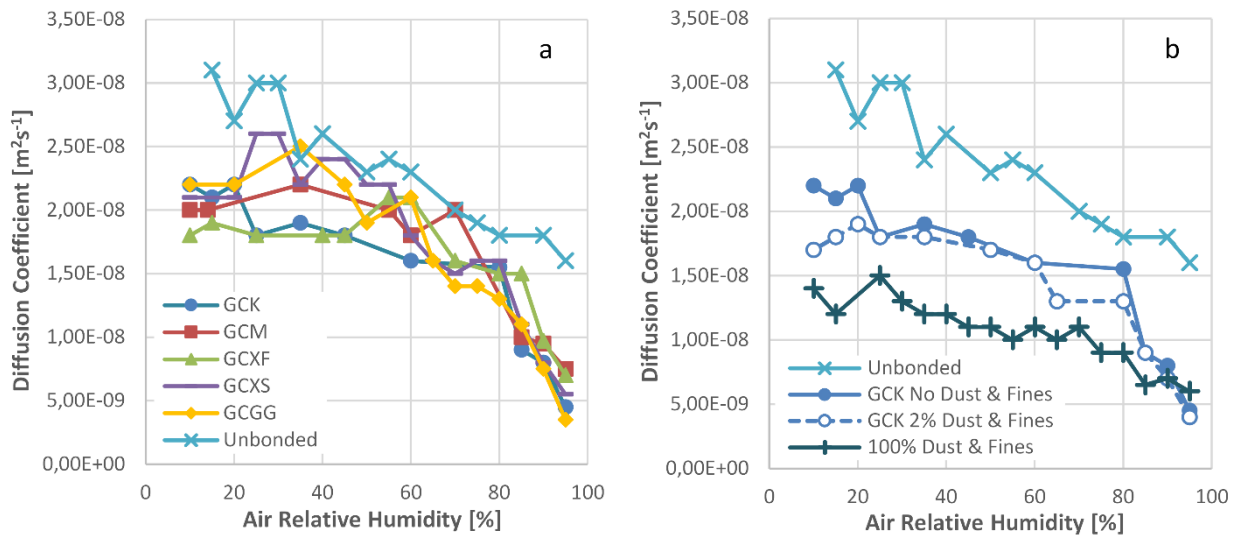 a
Diffusion Coefficient [m²s⁻¹]
3,50E-08
3,00E-08
2,50E-08
2,00E-08
1,50E-08
1,00E-08
5,00E-09
0,00E+00
GCK
GCM
GCXF
GCXS
GCGG
Unbonded
0 20 40 60 80 100
Air Relative Humidity [%]
b
Diffusion Coefficient [m²s⁻¹]
3,50E-08
3,00E-08
2,50E-08
2,00E-08
1,50E-08
1,00E-08
5,00E-09
0,00E+00
Unbonded
GCK No Dust & Fines
GCK 2% Dust & Fines
100% Dust & Fines
0 20 40 60 80 100
Air Relative Humidity [%]